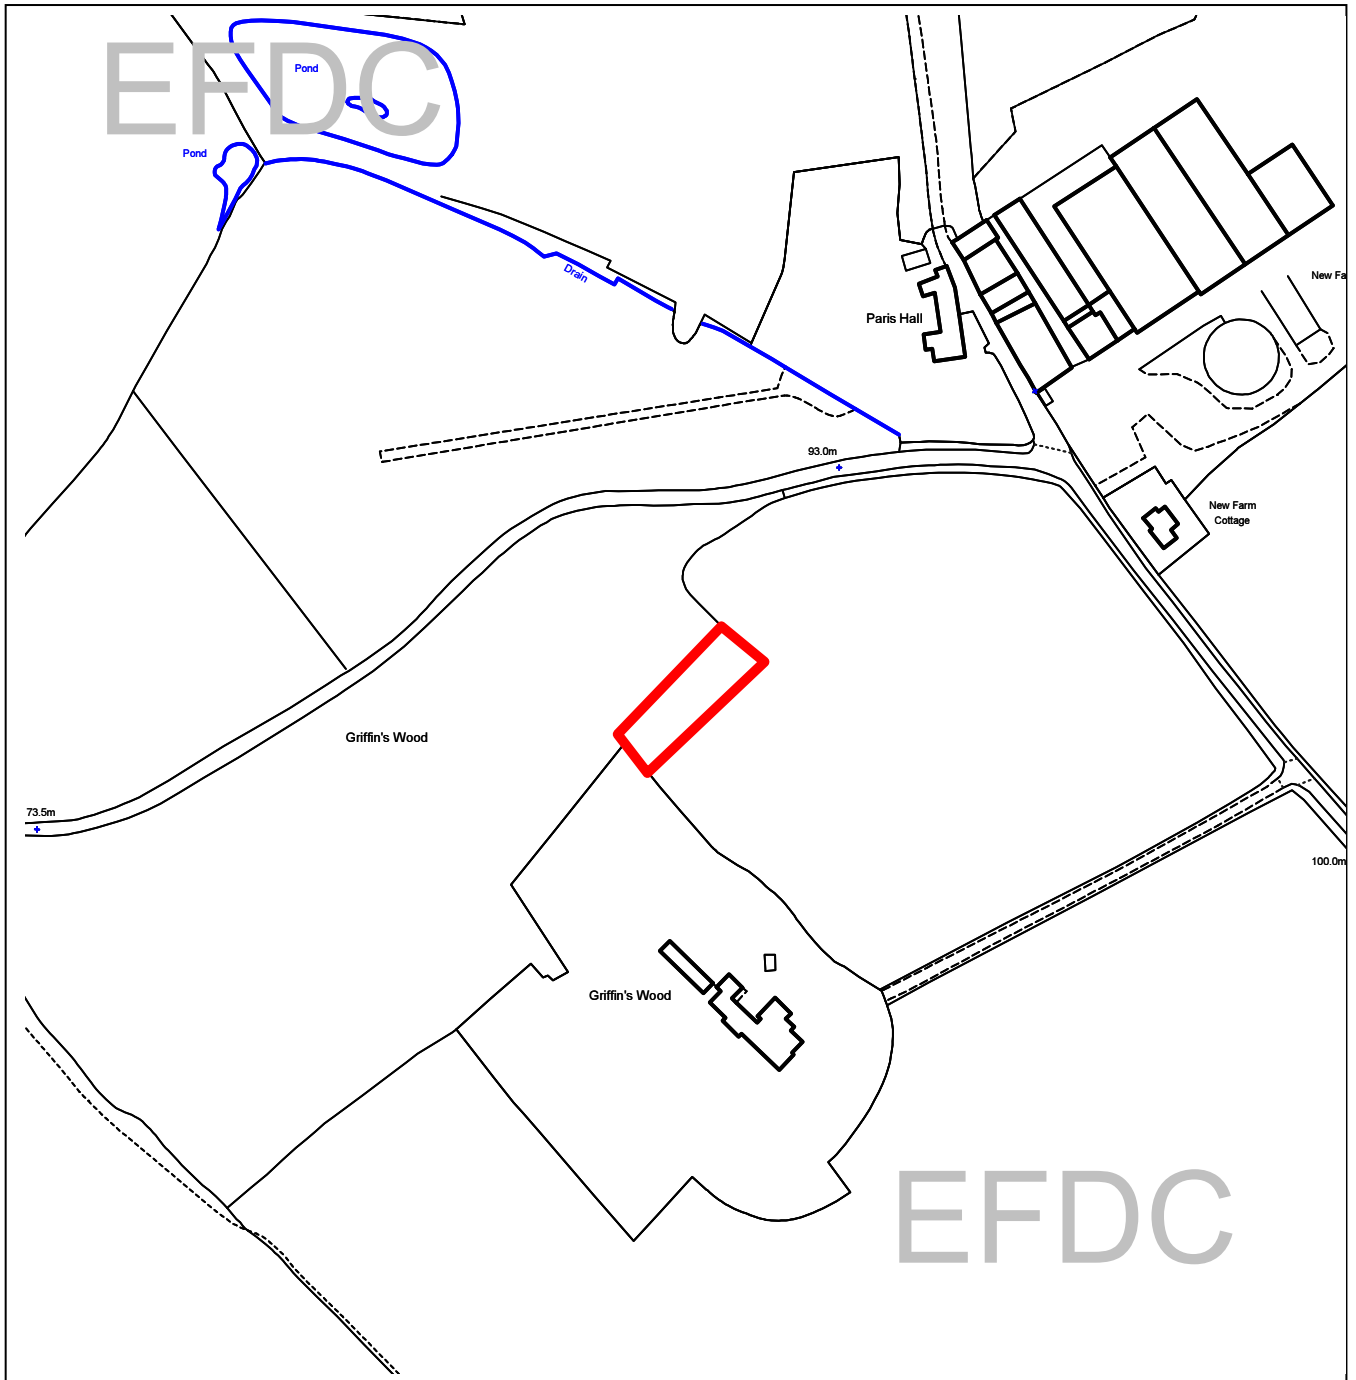 EFDC
Pond
Pond
Drain
New Fa
Paris Hall
93.0m
New Farm
Cottage
Griffin's Wood
73.5m
100.0m
Griffin's Wood
EFDC